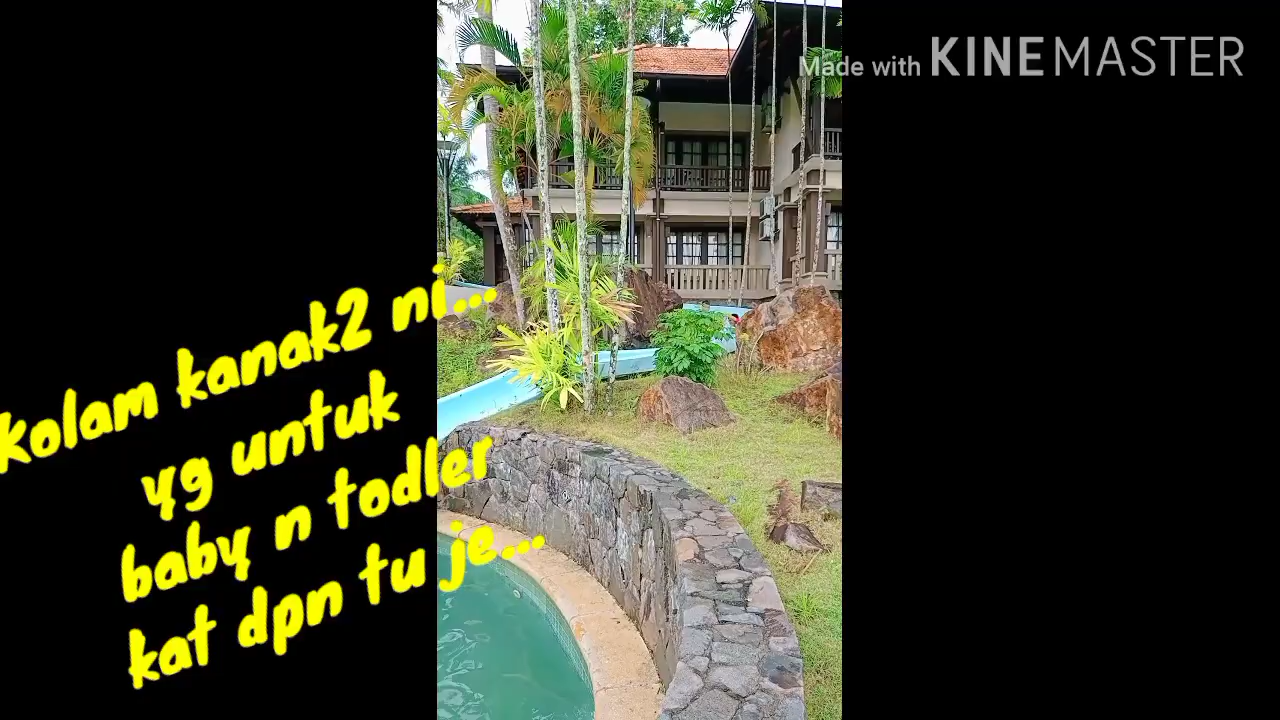 Made with KINEMASTER
Kolam kanak2 ni...
yg untuk
baby n todler
kat dpn tu je...